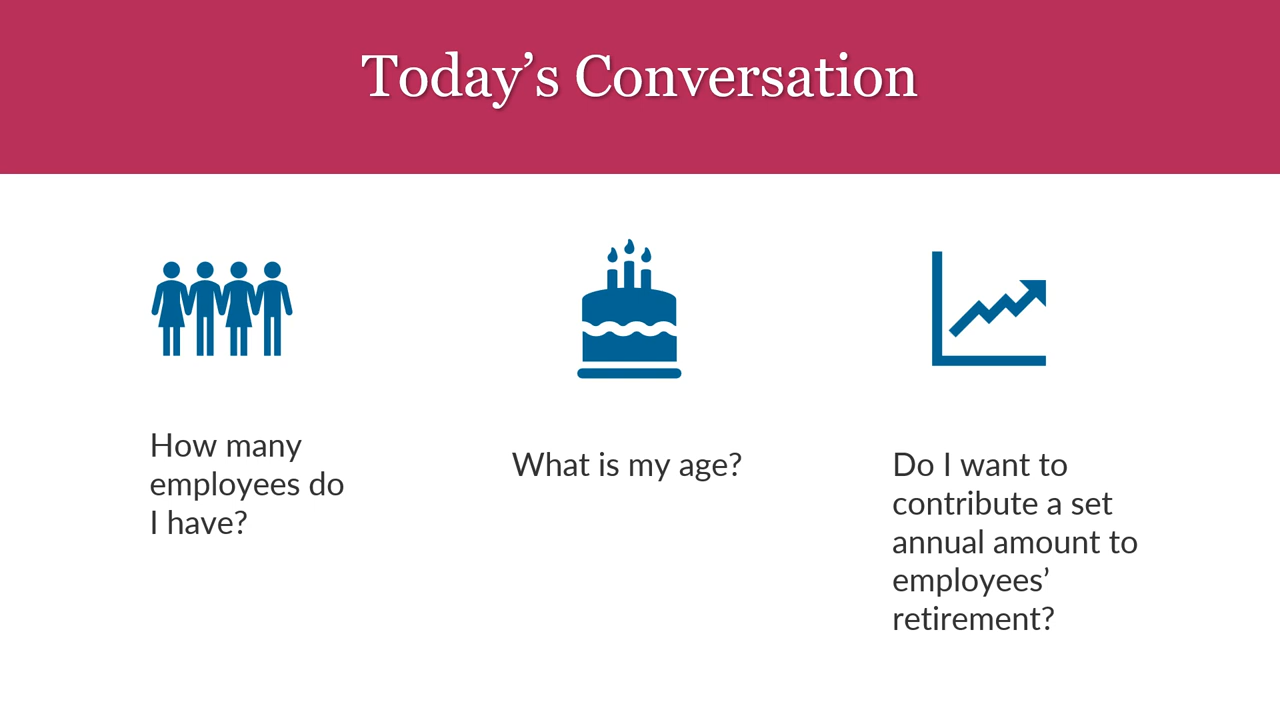 Today’s Conversation
How many
employees do
I have?
What is my age?
Do I want to
contribute a set
annual amount to
employees’
retirement?